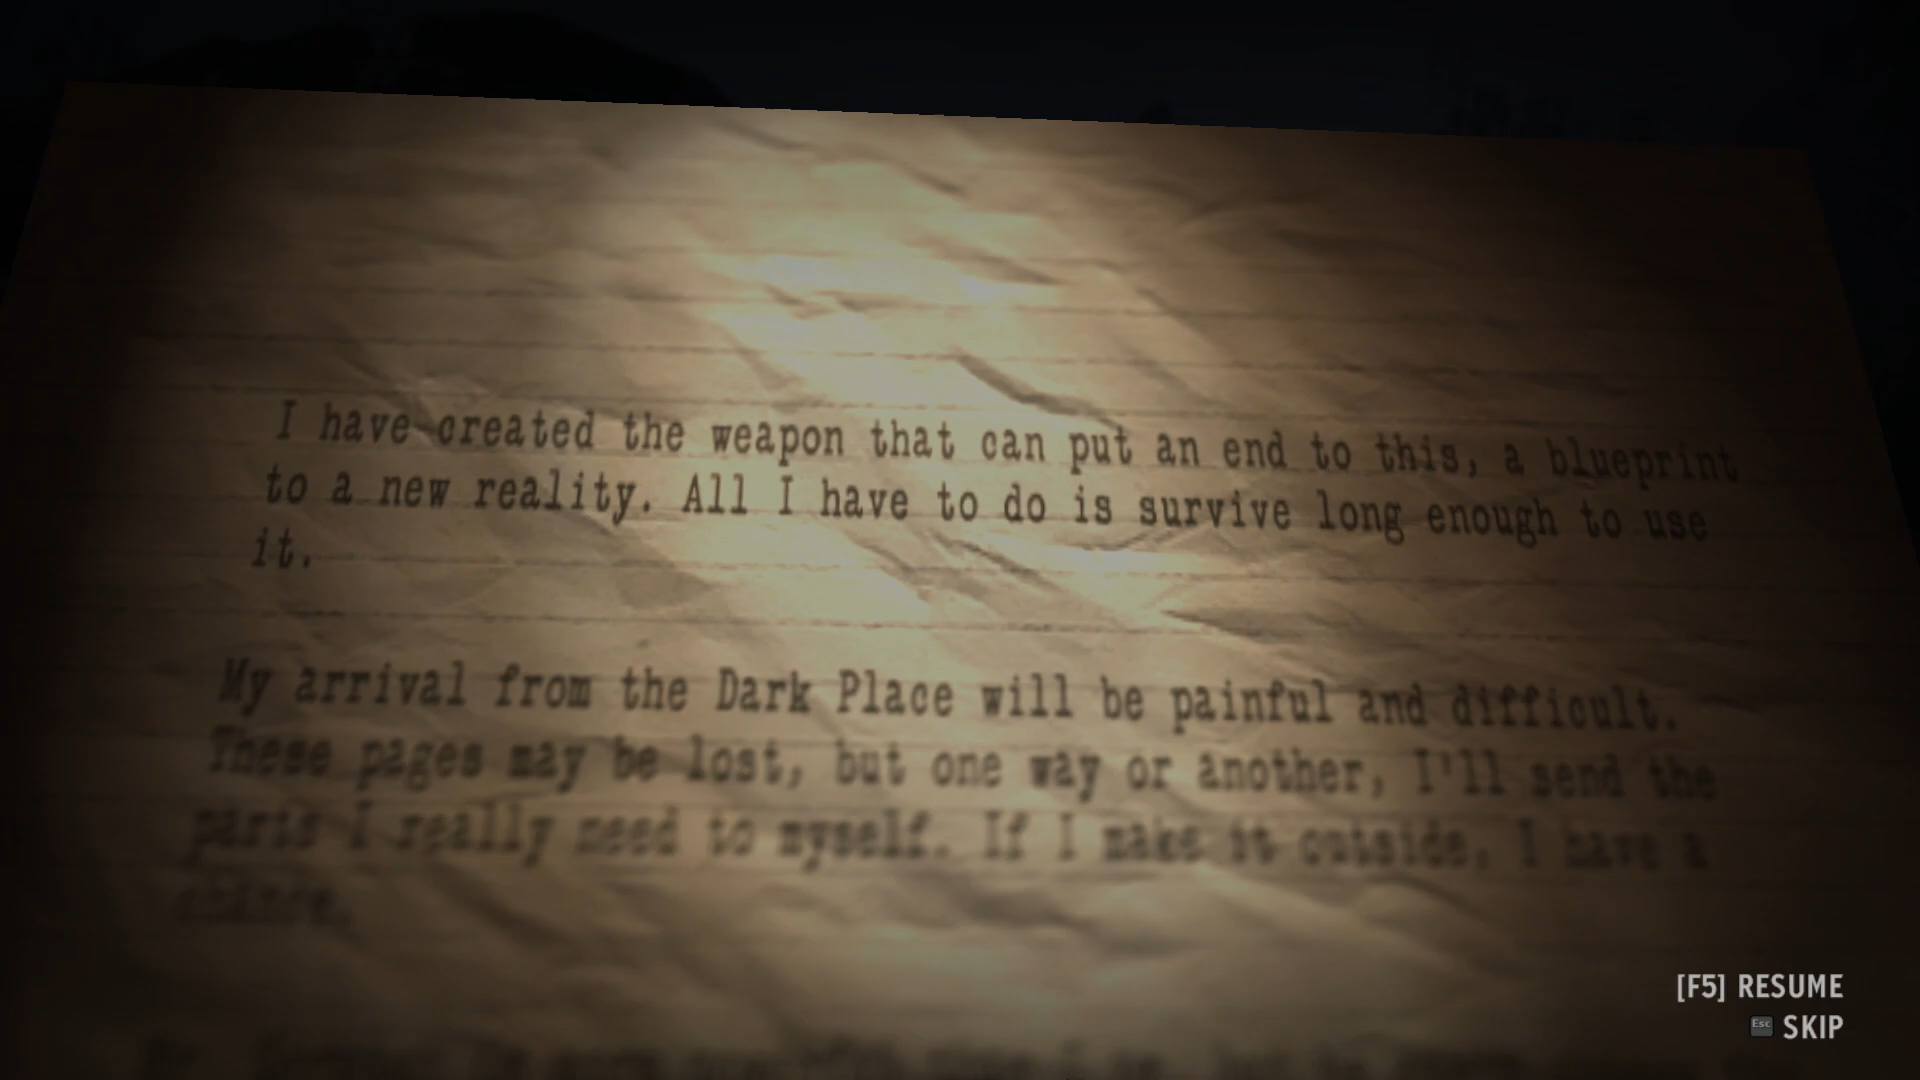 I have created the weapon that can put an end to this, a blueprint
to a new reality. All I have to do is survive long enough to use
it.
My arrival from the Dark Place will be painful and difficult.
These pages may be lost, but one way or another, I'll send the
parts I really need to myself. If I make it outside, I have a
chance.
[F5] RESUME
Esc SKIP